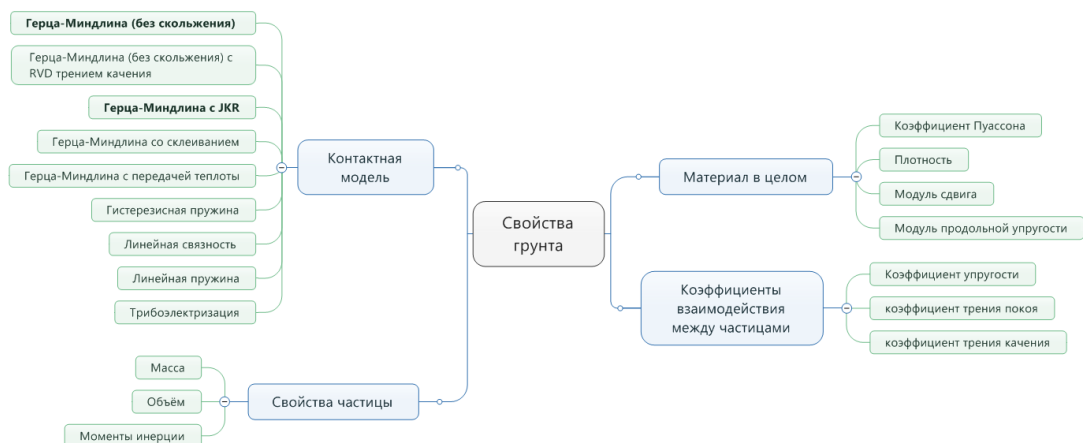 Герца-Миндлина (без скольжения)
Герца-Миндлина (без скольжения) с
RVD трением качения
Герца-Миндлина с JKR
Герца-Миндлина со склеиванием
Герца-Миндлина с передачей теплоты
Гистерезисная пружина
Линейная связность
Линейная пружина
Трибоэлектризация
Контактная
модель
Масса
Объём
Моменты инерции
Свойства частицы
Свойства
грунта
Материал в целом
Коэффициент Пуассона
Плотность
Модуль сдвига
Модуль продольной упругости
Коэффициенты
взаимодействия
между частицами
Коэффициент упругости
коэффициент трения покоя
коэффициент трения качения